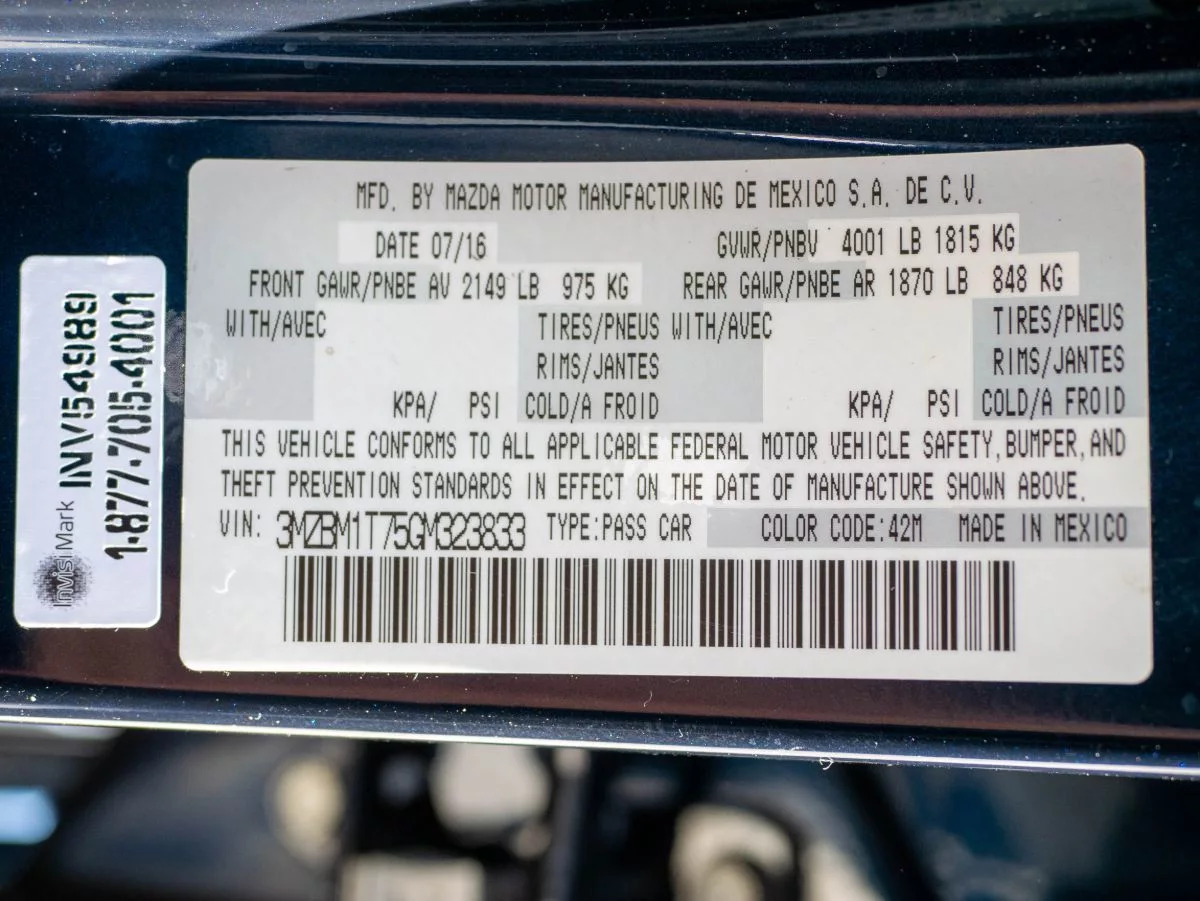 MFD. BY MAZDA MOTOR MANUFACTURING DE MEXICO S.A. DE C.V.
DATE 07/16 GVWR/PNBV 4001 LB 1815 KG
FRONT GAWR/PNBE AV 2149 LB 975 KG REAR GAWR/PNBE AR 1870 LB 848 KG
WITH/AVEC TIRES/PNEUS WITH/AVEC TIRES/PNEUS
RIMS/JANTES RIMS/JANTES
KPA/ PSI COLD/A FROID KPA/ PSI COLD/A FROID
THIS VEHICLE CONFORMS TO ALL APPLICABLE FEDERAL MOTOR VEHICLE SAFETY, BUMPER, AND
THEFT PREVENTION STANDARDS IN EFFECT ON THE DATE OF MANUFACTURE SHOWN ABOVE.
VIN: 3MZBM1T75GM323833 TYPE:PASS CAR COLOR CODE:42M MADE IN MEXICO
InvisiMark INV54989
1-877-705-4001